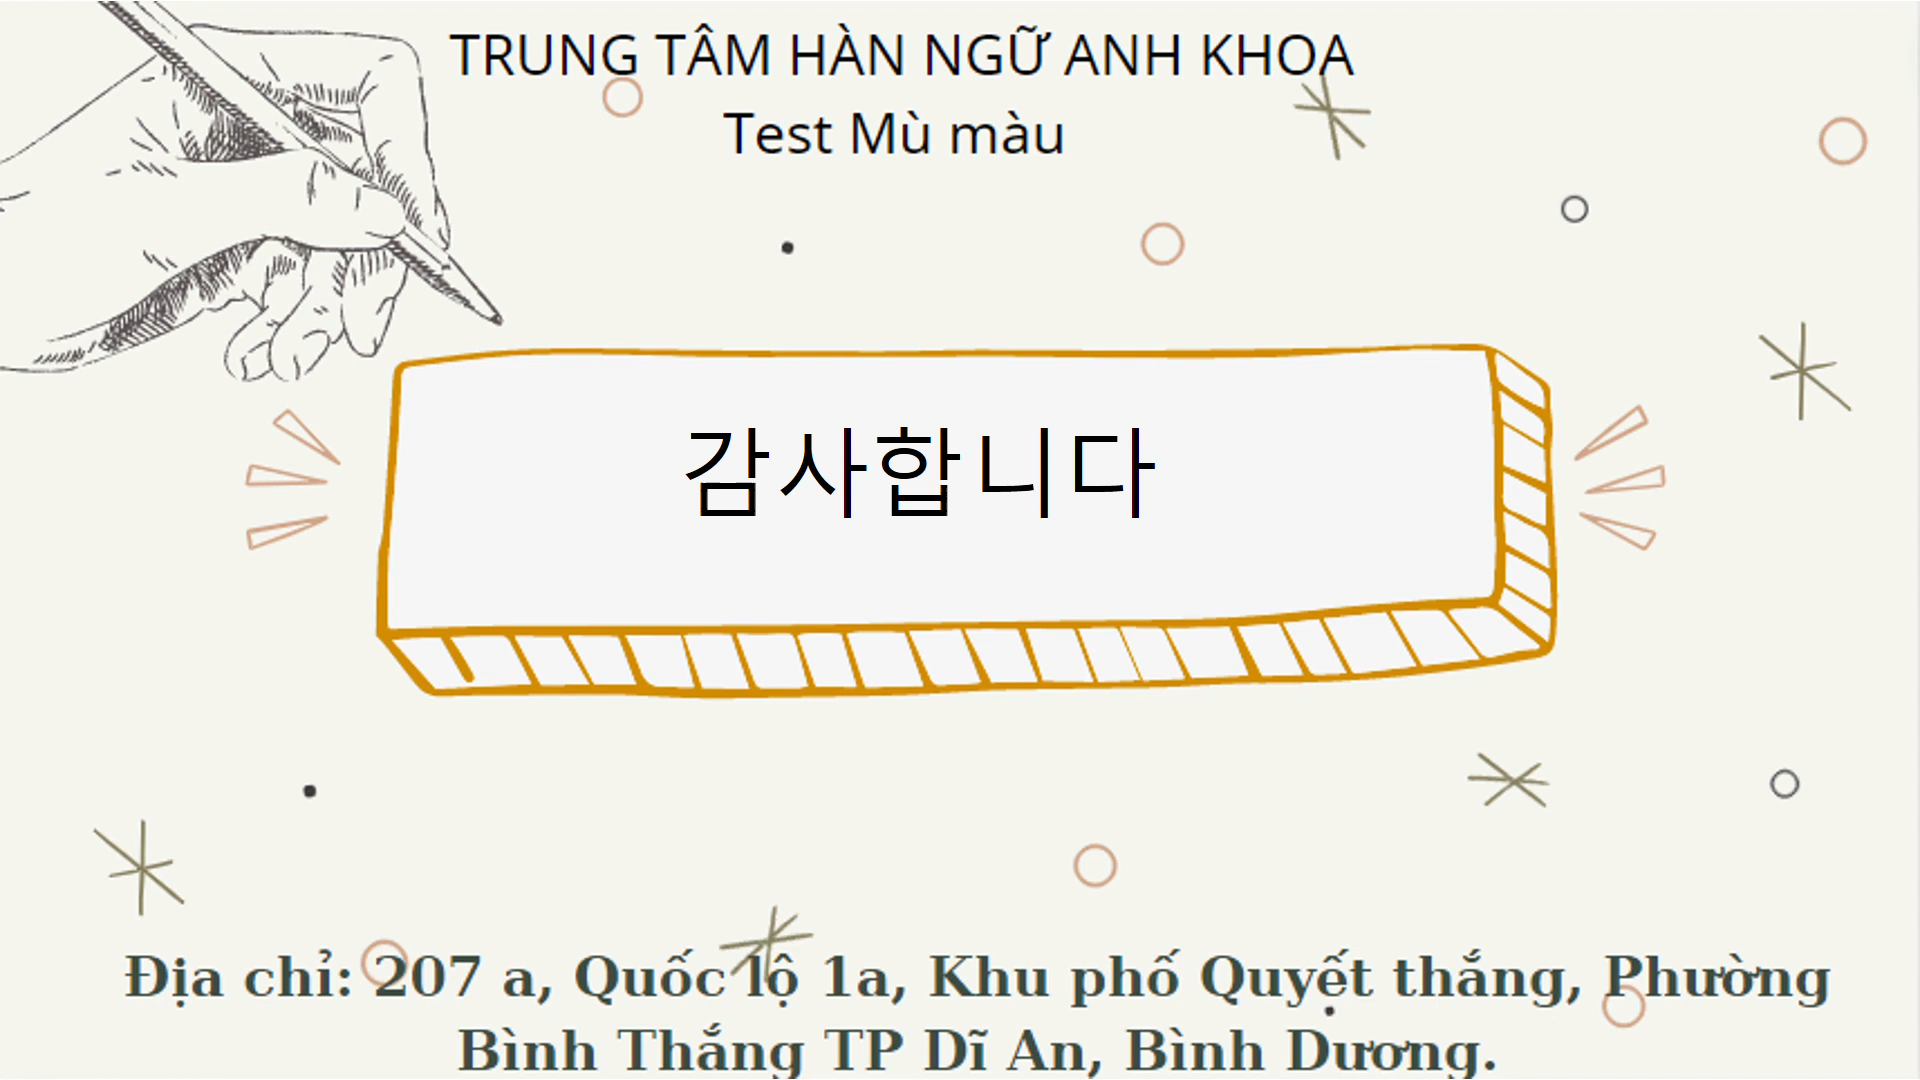 TRUNG TÂM HÀN NGỮ ANH KHOA
Test Mù màu
감사합니다
Địa chỉ: 207 a, Quốc lộ 1a, Khu phố Quyết thắng, Phường
Bình Thắng TP Dĩ An, Bình Dương.